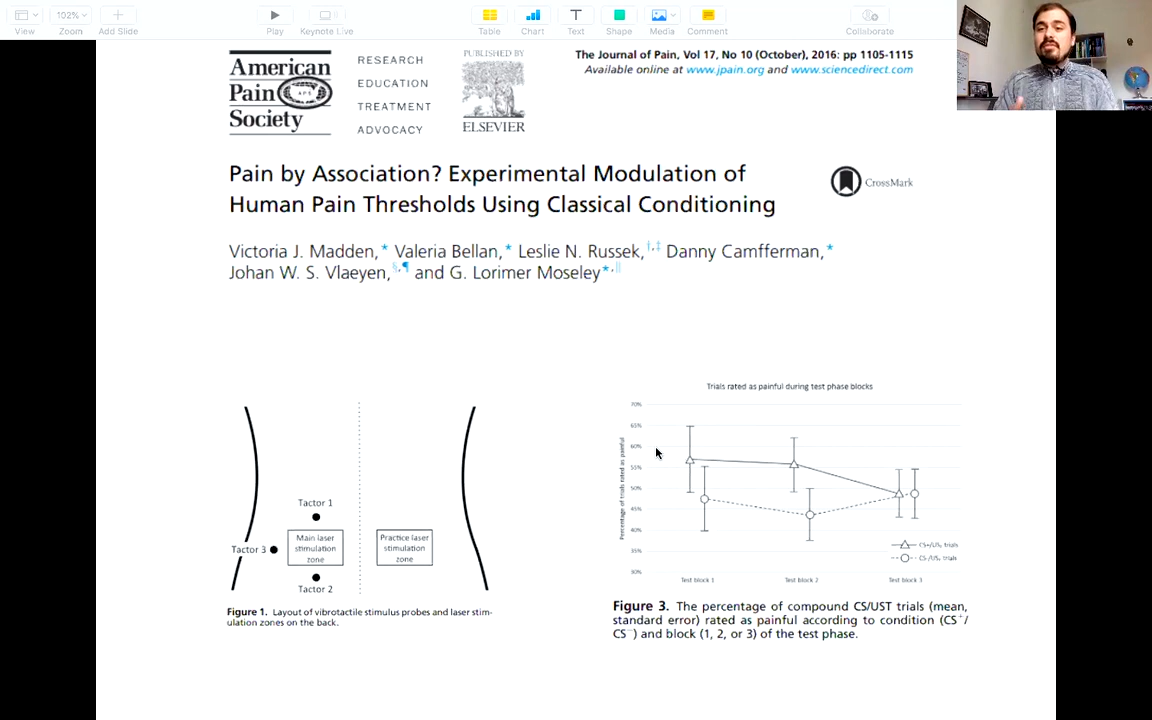 102%
View
Zoom
Add Slide
Play
Keynote Live
Table
Chart
Text
Shape
Media
Comment
Collaborate
American
Pain
Society
APS
RESEARCH
EDUCATION
TREATMENT
ADVOCACY
PUBLISHED BY
ELSEVIER
The Journal of Pain, Vol 17, No 10 (October), 2016: pp 1105-1115
Available online at www.jpain.org and www.sciencedirect.com
Pain by Association? Experimental Modulation of
Human Pain Thresholds Using Classical Conditioning
CrossMark
Victoria J. Madden,* Valeria Bellan,* Leslie N. Russek,†,‡ Danny Camfferman,*
Johan W. S. Vlaeyen,§,¶ and G. Lorimer Moseley*,||
Tactor 1
Tactor 3
Main laser
stimulation
zone
Practice laser
stimulation
zone
Tactor 2
Figure 1. Layout of vibrotactile stimulus probes and laser stim-
ulation zones on the back.
Trials rated as painful during test phase blocks
Percentage of trials rated as painful
70%
65%
60%
55%
50%
45%
40%
35%
30%
CS+/US, trials
CS-/US, trials
Test block 1
Test block 2
Test block 3
Figure 3. The percentage of compound CS/UST trials (mean,
standard error) rated as painful according to condition (CS+/
CS−) and block (1, 2, or 3) of the test phase.